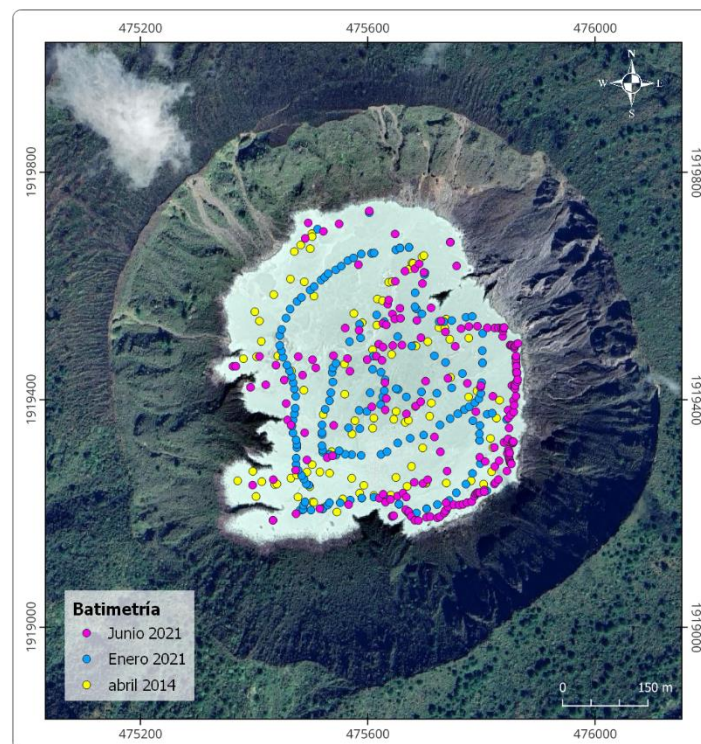 475200 475600 476000
N
W L
S
1919800 1919800
1919400 1919400
Batimetría
Junio 2021
Enero 2021
abril 2014
1919000 1919000
0 150 m
475200 475600 476000